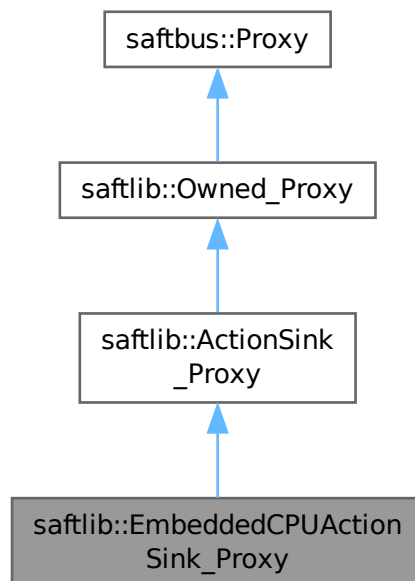 saftbus::Proxy
saftlib::Owned_Proxy
saftlib::ActionSink
_Proxy
saftlib::EmbeddedCPUAction
Sink_Proxy